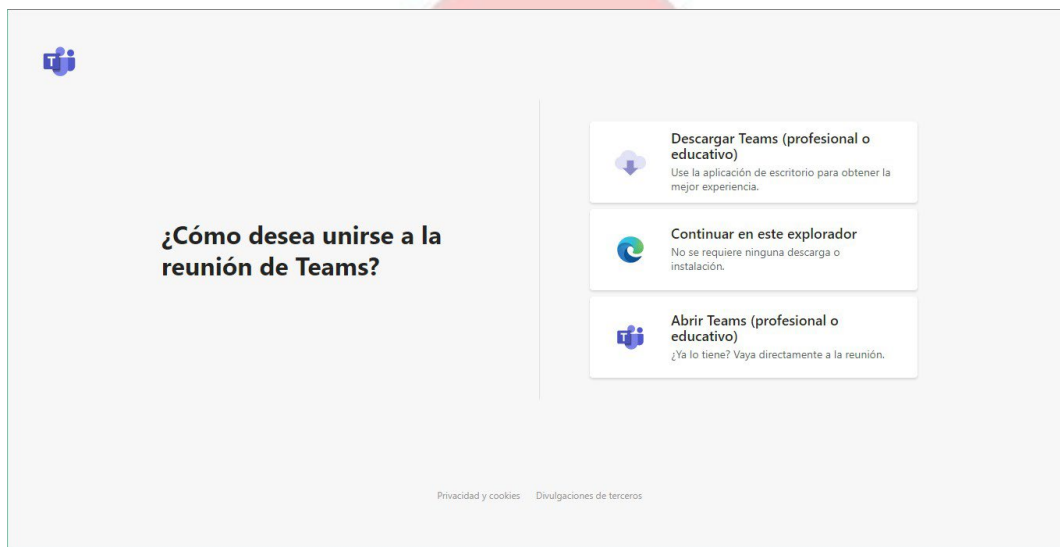 ¿Cómo desea unirse a la
reunión de Teams?
Descargar Teams (profesional o
educativo)
Use la aplicación de escritorio para obtener la
mejor experiencia.
Continuar en este explorador
No se requiere ninguna descarga o
instalación.
Abrir Teams (profesional o
educativo)
¿Ya lo tiene? Vaya directamente a la reunión.
Privacidad y cookies Divulgaciones de terceros